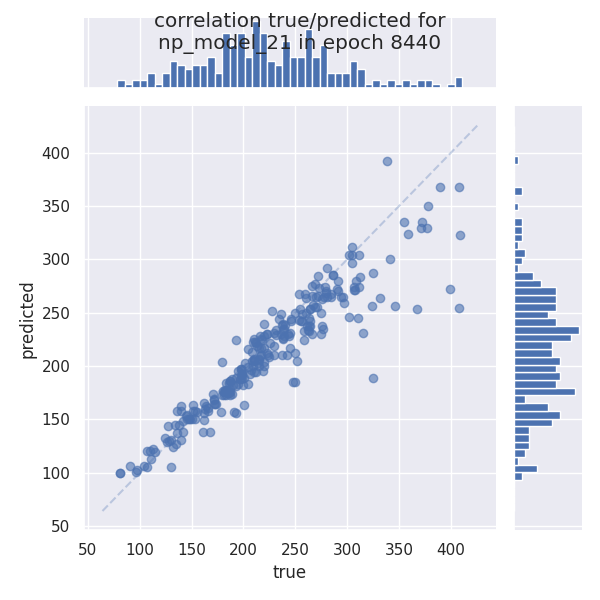 correlation true/predicted for
np_model_21 in epoch 8440
400
350
300
250
200
150
100
50
predicted
50 100 150 200 250 300 350 400
true